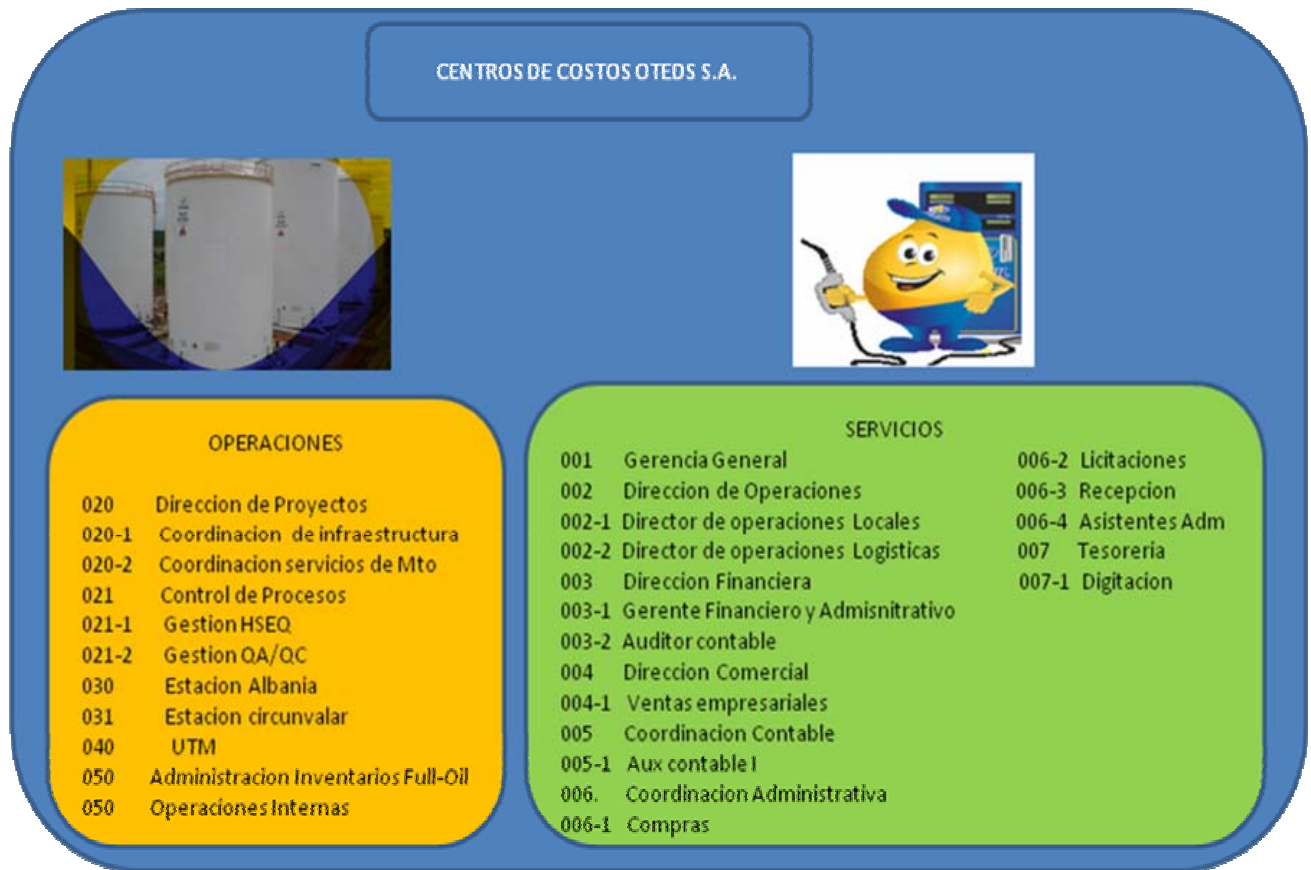 CENTROS DE COSTOS OTEDS S.A.
OPERACIONES
020 Direccion de Proyectos
020-1 Coordinacion de infraestructura
020-2 Coordinacion servicios de Mto
021 Control de Procesos
021-1 Gestion HSEQ
021-2 Gestion QA/QC
030 Estacion Albania
031 Estacion circunvalar
040 UTM
050 Administracion Inventarios Full-Oil
050 Operaciones Internas
SERVICIOS
001 Gerencia General
002 Direccion de Operaciones
002-1 Director de operaciones Locales
002-2 Director de operaciones Logisticas
003 Direccion Financiera
003-1 Gerente Financiero y Admisnitrativo
003-2 Auditor contable
004 Direccion Comercial
004-1 Ventas empresariales
005 Coordinacion Contable
005-1 Aux contable I
006. Coordinacion Administrativa
006-1 Compras
006-2 Licitaciones
006-3 Recepcion
006-4 Asistentes Adm
007 Tesoreria
007-1 Digitacion